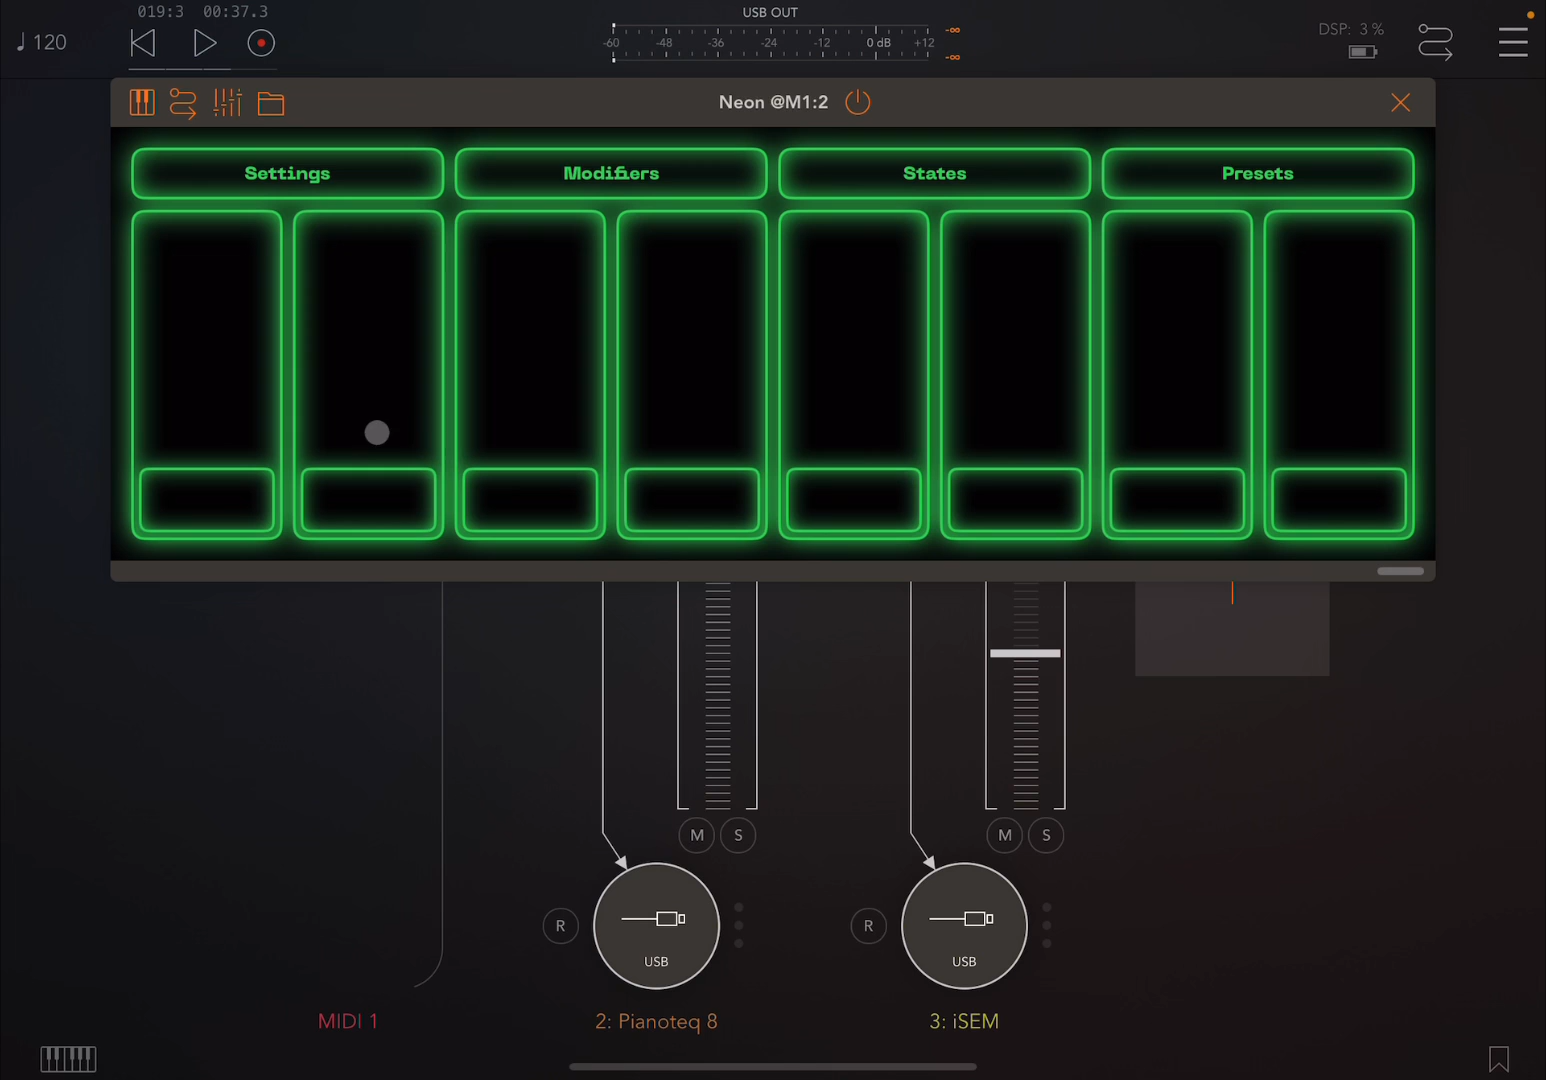 019:3 00:37.3
USB OUT
120
-60 -48 -36 -24 -12 0 dB +12
-∞
-∞
DSP: 3 %
Neon @M1:2
Settings Modifiers States Presets
M S M S
R R
USB USB
MIDI 1 2: Pianoteq 8 3: iSEM